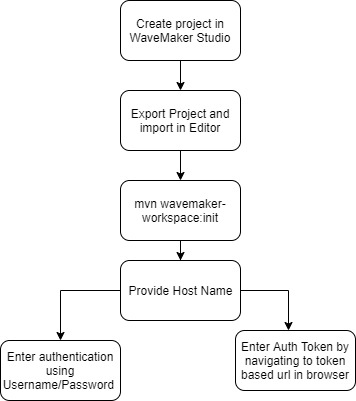 Create project in
WaveMaker Studio
Export Project and
import in Editor
mvn wavemaker-
workspace:init
Provide Host Name
Enter authentication
using
Username/Password
Enter Auth Token by
navigating to token
based url in browser